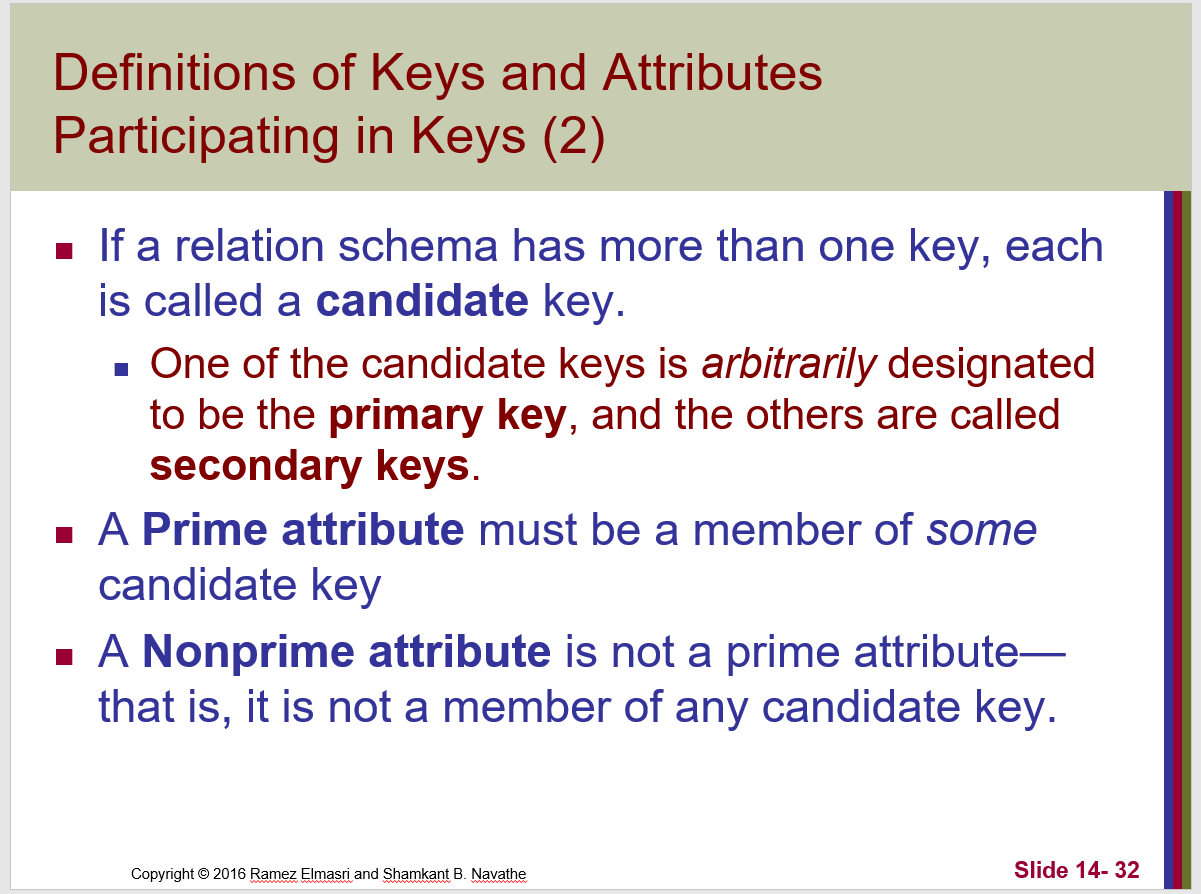 Definitions of Keys and Attributes
Participating in Keys (2)
If a relation schema has more than one key, each
is called a candidate key.
One of the candidate keys is arbitrarily designated
to be the primary key, and the others are called
secondary keys.
A Prime attribute must be a member of some
candidate key
A Nonprime attribute is not a prime attribute—
that is, it is not a member of any candidate key.
Copyright © 2016 Ramez Elmasri and Shamkant B. Navathe
Slide 14- 32